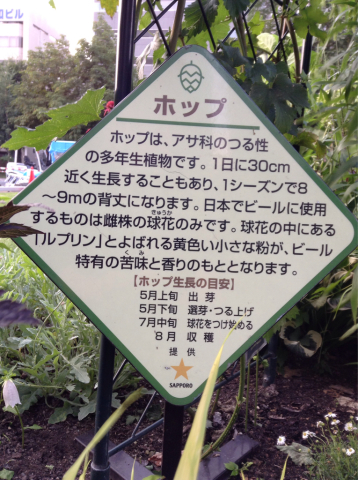 ロビル
ホップ
ホップは、アサ科のつる性
の多年生植物です。1日に30cm
近く生長することもあり、1シーズンで8
～9mの背丈になります。日本でビールに使用
するものは雌株の球花のみです。球花の中にある
「ルプリン」とよばれる黄色い小さな粉が、ビール
特有の苦味と香りのもととなります。
【ホップ生長の目安】
5月上旬 出芽
5月下旬 選芽・つる上げ
7月中旬 球花をつけ始める
8月 収穫
提供
SAPPORO